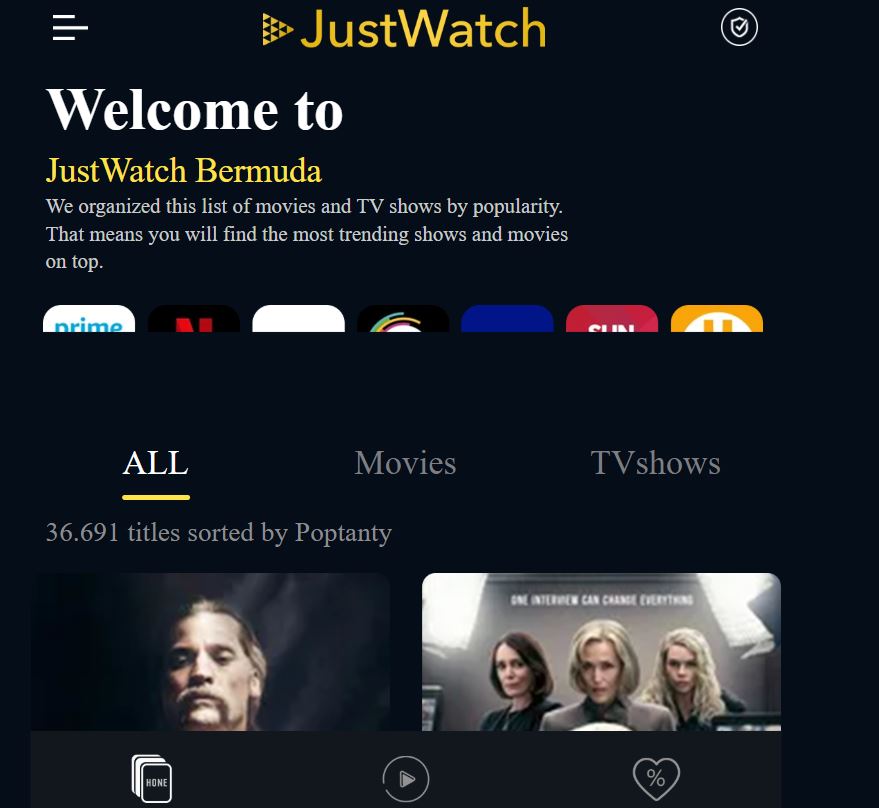 JustWatch
Welcome to
JustWatch Bermuda
We organized this list of movies and TV shows by popularity.
That means you will find the most trending shows and movies
on top.
prime
N
SUN
ALL
Movies
TVshows
36.691 titles sorted by Poptanty
ONE INTERVIEW CAN CHANGE EVERYTHING
HONE
%